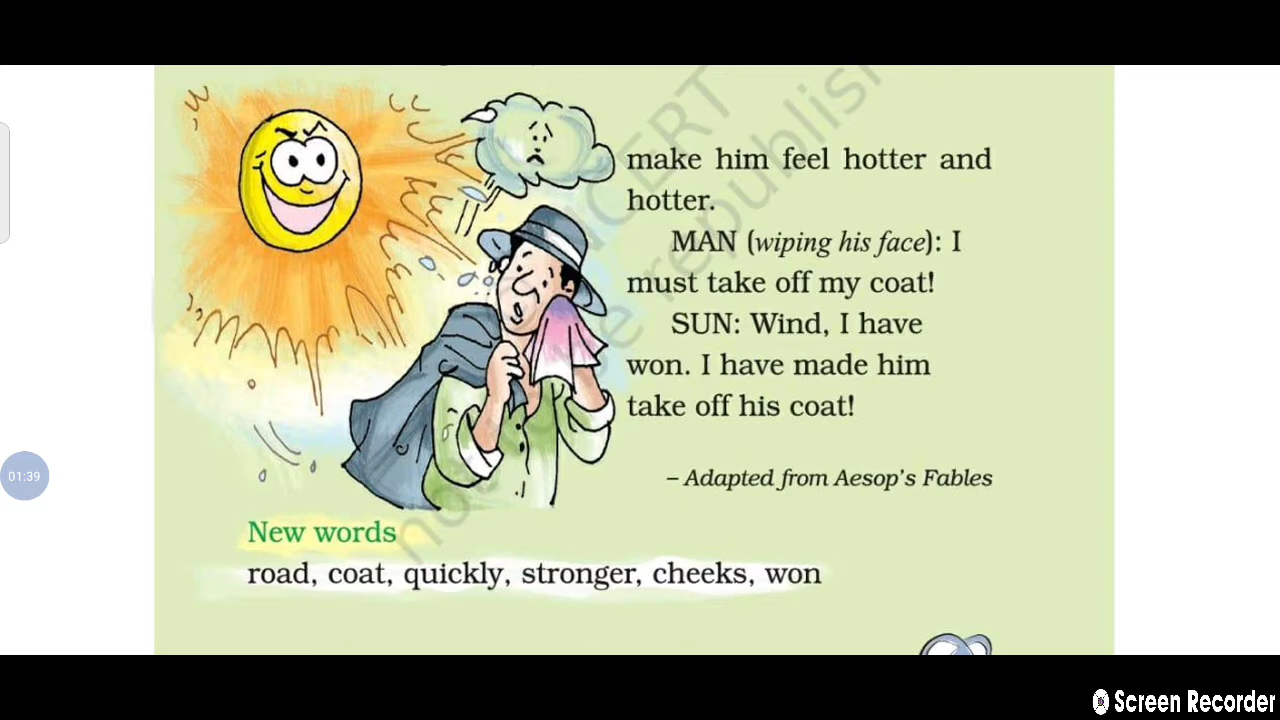 make him feel hotter and
hotter.
MAN (wiping his face): I
must take off my coat!
SUN: Wind, I have
won. I have made him
take off his coat!
– Adapted from Aesop's Fables
New words
road, coat, quickly, stronger, cheeks, won
01:39
Screen Recorder